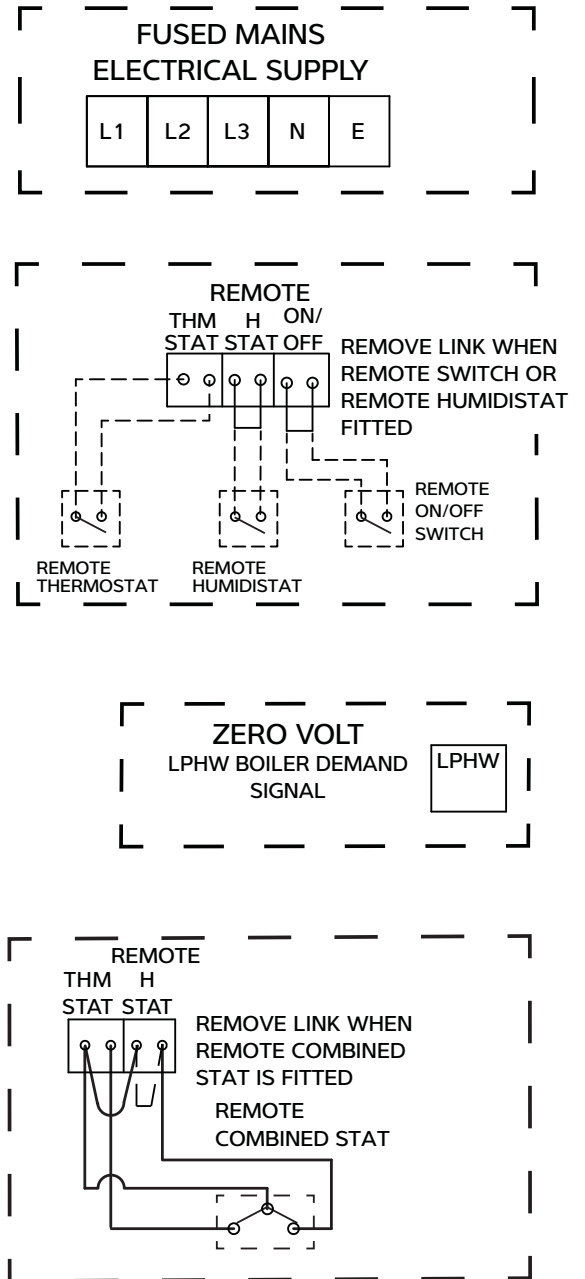 FUSED MAINS
ELECTRICAL SUPPLY
L1 L2 L3 N E
REMOTE
THM H ON/
STAT STAT OFF
REMOVE LINK WHEN
REMOTE SWITCH OR
REMOTE HUMIDISTAT
FITTED
REMOTE
ON/OFF
SWITCH
REMOTE
THERMOSTAT
REMOTE
HUMIDISTAT
ZERO VOLT
LPHW BOILER DEMAND
SIGNAL
LPHW
REMOTE
THM H
STAT STAT
REMOVE LINK WHEN
REMOTE COMBINED
STAT IS FITTED
REMOTE
COMBINED STAT